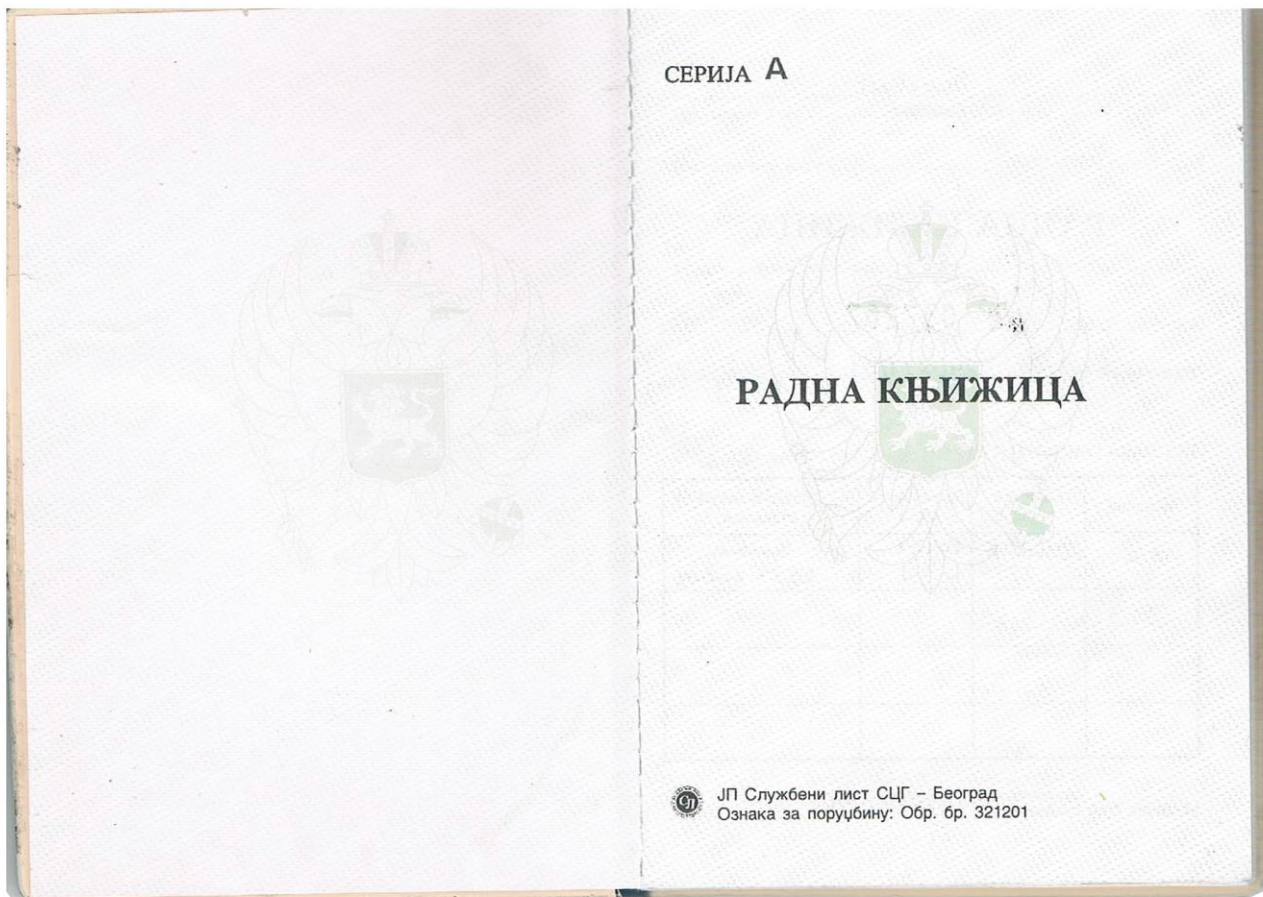 СЕРИЈА А
РАДНА КЊИЖИЦА
ЈП Службени лист СЦГ – Београд
Ознака за поруџбину: Обр. бр. 321201